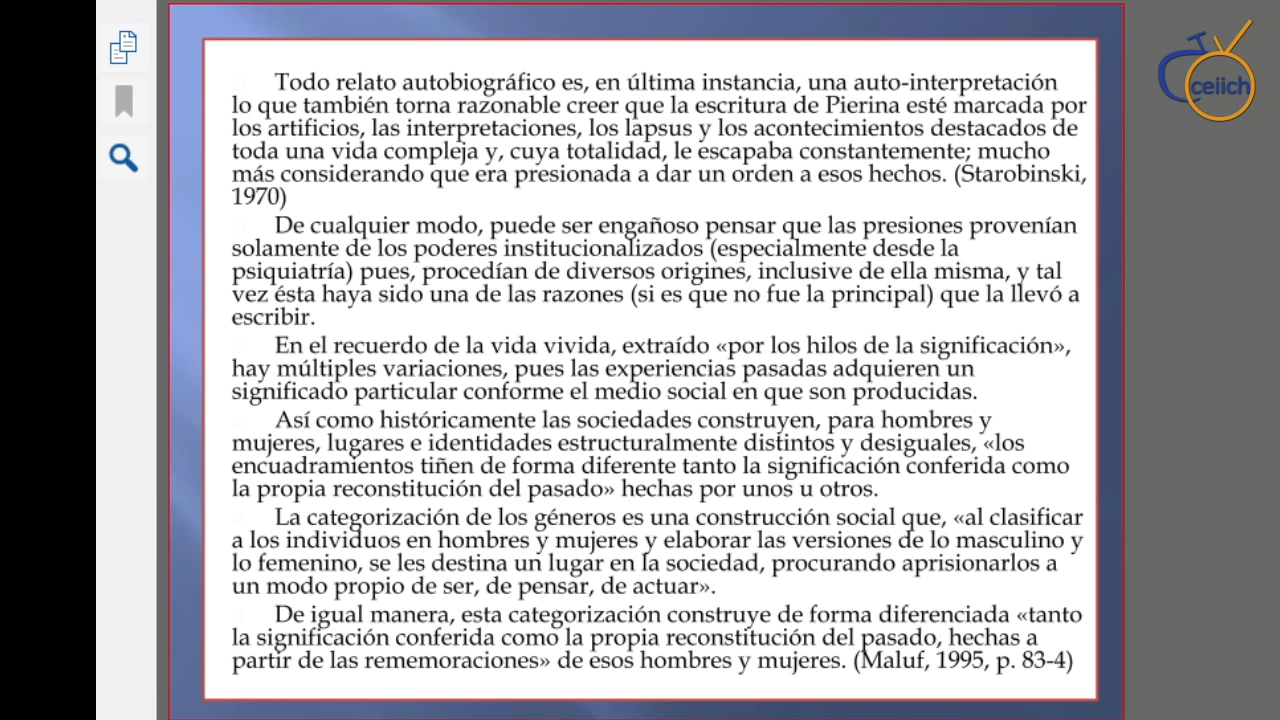 Todo relato autobiográfico es, en última instancia, una auto-interpretación
lo que también torna razonable creer que la escritura de Pierina esté marcada por
los artificios, las interpretaciones, los lapsus y los acontecimientos destacados de
toda una vida compleja y, cuya totalidad, le escapaba constantemente; mucho
más considerando que era presionada a dar un orden a esos hechos. (Starobinski,
1970)
De cualquier modo, puede ser engañoso pensar que las presiones provenían
solamente de los poderes institucionalizados (especialmente desde la
psiquiatría) pues, procedían de diversos origines, inclusive de ella misma, y tal
vez ésta haya sido una de las razones (si es que no fue la principal) que la llevó a
escribir.
En el recuerdo de la vida vivida, extraído «por los hilos de la significación»,
hay múltiples variaciones, pues las experiencias pasadas adquieren un
significado particular conforme el medio social en que son producidas.
Así como históricamente las sociedades construyen, para hombres y
mujeres, lugares e identidades estructuralmente distintos y desiguales, «los
encuadramientos tiñen de forma diferente tanto la significación conferida como
la propia reconstitución del pasado» hechas por unos u otros.
La categorización de los géneros es una construcción social que, «al clasificar
a los individuos en hombres y mujeres y elaborar las versiones de lo masculino y
lo femenino, se les destina un lugar en la sociedad, procurando aprisionarlos a
un modo propio de ser, de pensar, de actuar».
De igual manera, esta categorización construye de forma diferenciada «tanto
la significación conferida como la propia reconstitución del pasado, hechas a
partir de las rememoraciones» de esos hombres y mujeres. (Maluf, 1995, p. 83-4)
TV
ceiich